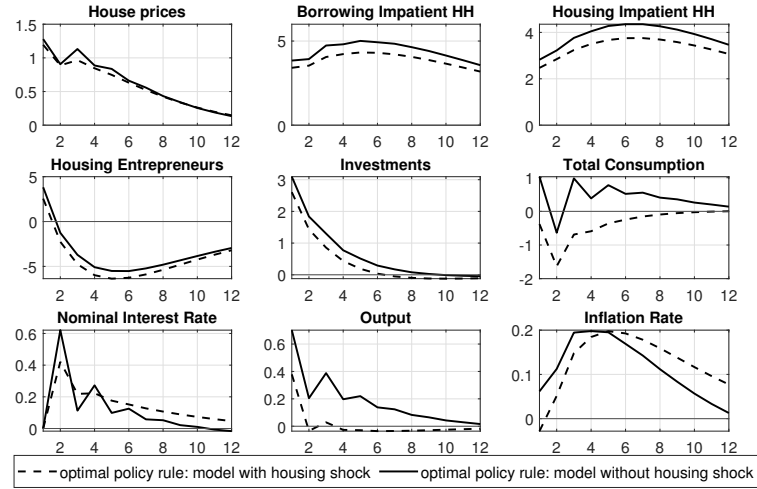 House prices
Borrowing Impatient HH
Housing Impatient HH
1.5
1
0.5
0
2 4 6 8 10 12
5
0
2 4 6 8 10 12
4
2
0
2 4 6 8 10 12
Housing Entrepreneurs
Investments
Total Consumption
5
0
-5
2 4 6 8 10 12
3
2
1
0
2 4 6 8 10 12
1
0
-1
-2
2 4 6 8 10 12
Nominal Interest Rate
Output
Inflation Rate
0.6
0.4
0.2
0
2 4 6 8 10 12
0.6
0.4
0.2
0
2 4 6 8 10 12
0.2
0.1
0
2 4 6 8 10 12
optimal policy rule: model with housing shock
optimal policy rule: model without housing shock